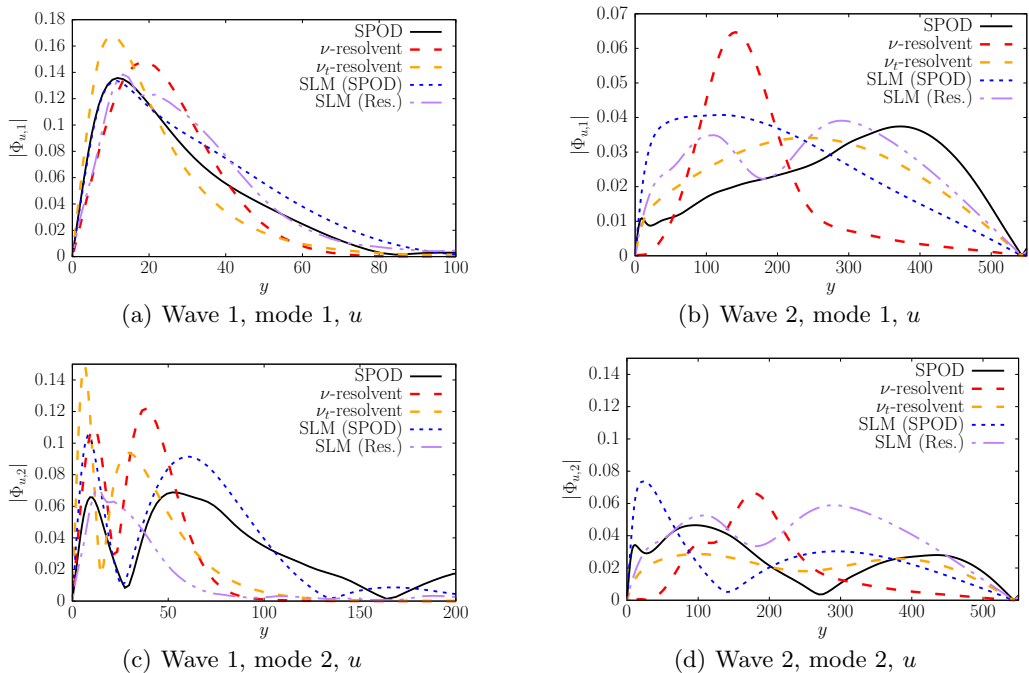 0.18
0.16
0.14
0.12
0.10
0.08
0.06
0.04
0.02
0
|Φu,1|
SPOD
ν-resolvent
νt-resolvent
SLM (SPOD)
SLM (Res.)
0 20 40 60 80 100
y
(a) Wave 1, mode 1, u
0.07
0.06
0.05
0.04
0.03
0.02
0.01
0
|Φu,1|
SPOD
ν-resolvent
νt-resolvent
SLM (SPOD)
SLM (Res.)
0 100 200 300 400 500
y
(b) Wave 2, mode 1, u
0.14
0.12
0.1
0.08
0.06
0.04
0.02
0
|Φu,2|
SPOD
ν-resolvent
νt-resolvent
SLM (SPOD)
SLM (Res.)
0 50 100 150 200
y
(c) Wave 1, mode 2, u
0.14
0.12
0.1
0.08
0.06
0.04
0.02
0
|Φu,2|
SPOD
ν-resolvent
νt-resolvent
SLM (SPOD)
SLM (Res.)
0 100 200 300 400 500
y
(d) Wave 2, mode 2, u